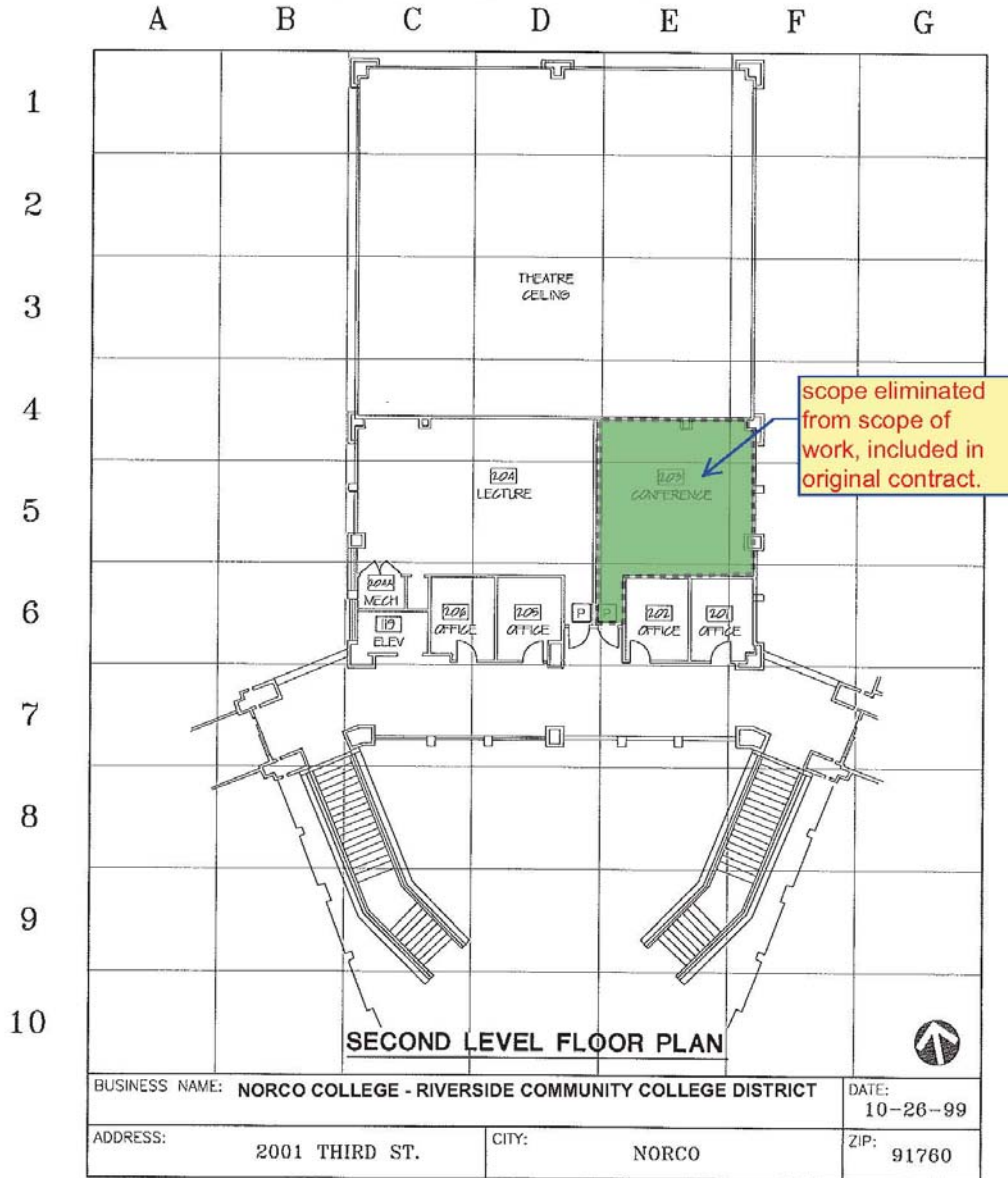 A B C D E F G
1
2
3
4
5
6
7
8
9
10
THEATRE
CEILING
scope eliminated
from scope of
work, included in
original contract.
204
LECTURE
203
CONFERENCE
204A
MECH
119
ELEV
206
OFFICE
205
OFFICE
P
P
202
OFFICE
201
OFFICE
SECOND LEVEL FLOOR PLAN
BUSINESS NAME: NORCO COLLEGE - RIVERSIDE COMMUNITY COLLEGE DISTRICT
DATE:
10-26-99
ADDRESS: 2001 THIRD ST.
CITY: NORCO
ZIP: 91760